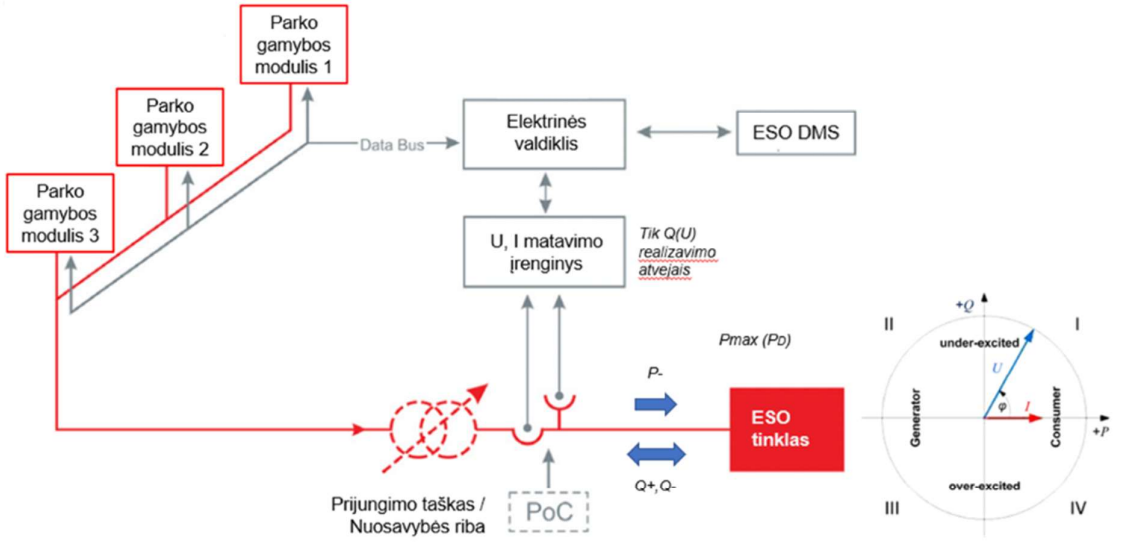 Parko
gamybos
modulis 1
Parko
gamybos
modulis 2
Parko
gamybos
modulis 3
Data Bus
Elektrinės
valdiklis
ESO DMS
U, I matavimo
įrenginys
Tik Q(U)
realizavimo
atvejais
Pmax (PD)
P-
Q+,Q-
ESO
tinklas
Prijungimo taškas /
Nuosavybės riba
PoC
+Q
II
I
under-excited
U
Generator
φ
I
Consumer
+P
over-excited
III
IV